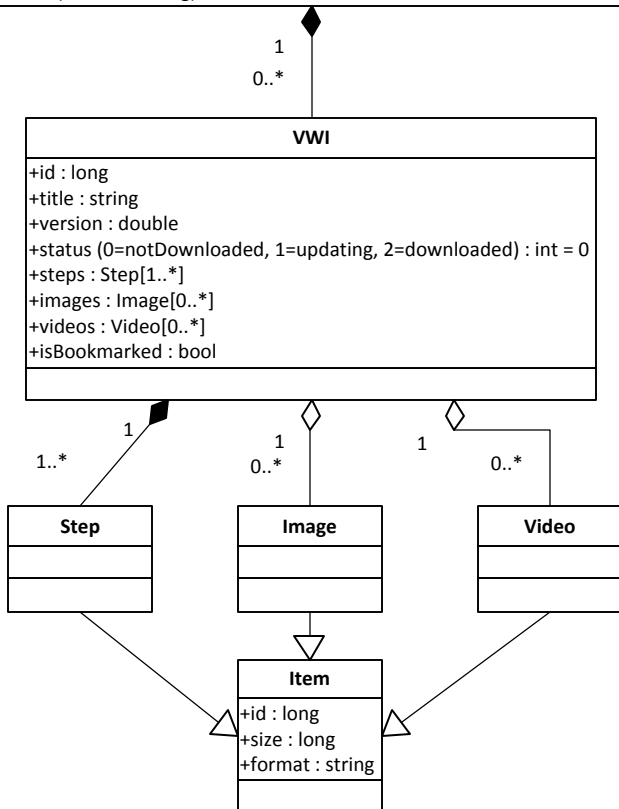 1
0..*
VWI
+id : long
+title : string
+version : double
+status (0=notDownloaded, 1=updating, 2=downloaded) : int = 0
+steps : Step[1..*]
+images : Image[0..*]
+videos : Video[0..*]
+isBookmarked : bool
1
1..*
1
0..*
1
0..*
Step
Image
Video
Item
+id : long
+size : long
+format : string